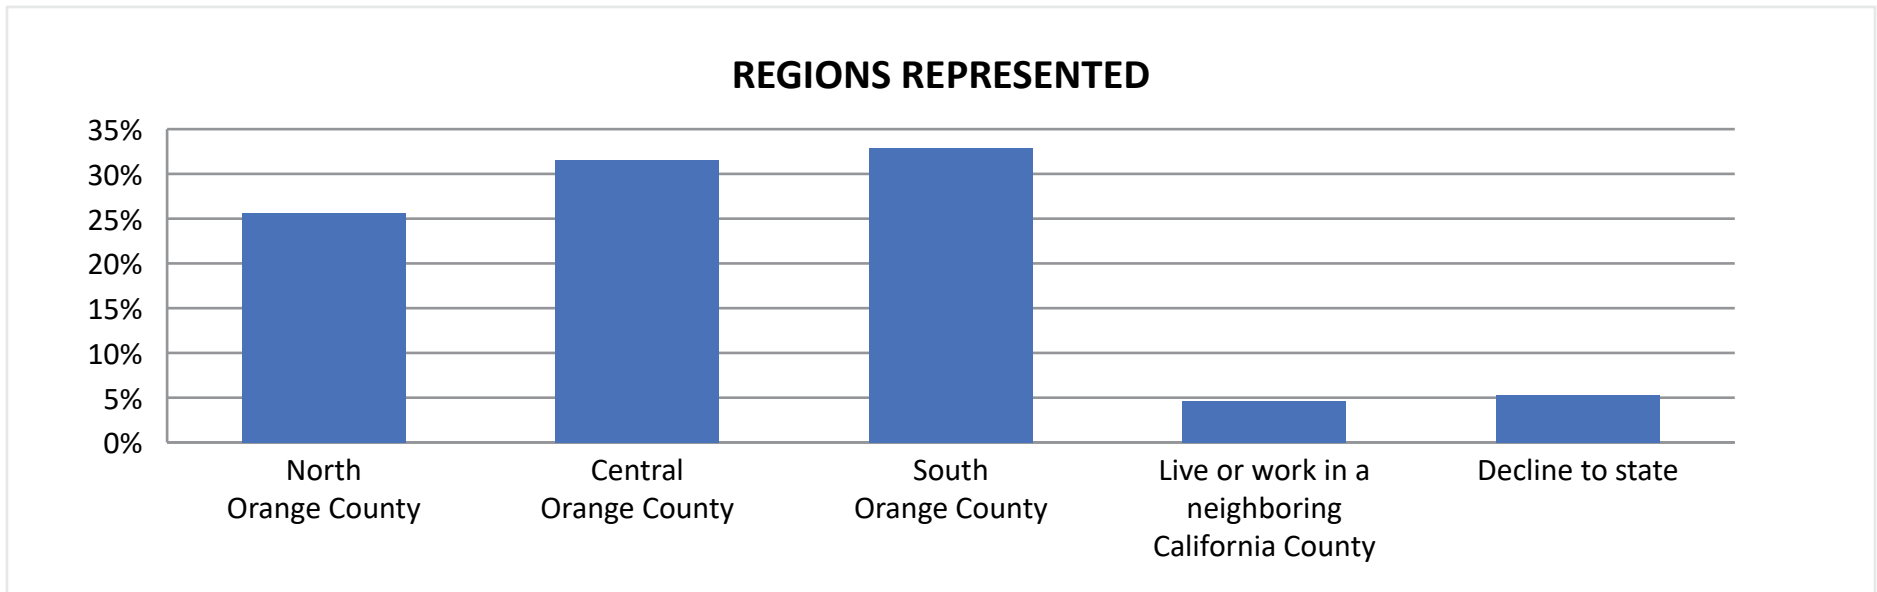 REGIONS REPRESENTED
35%
30%
25%
20%
15%
10%
5%
0%
North
Orange County
Central
Orange County
South
Orange County
Live or work in a
neighboring
California County
Decline to state